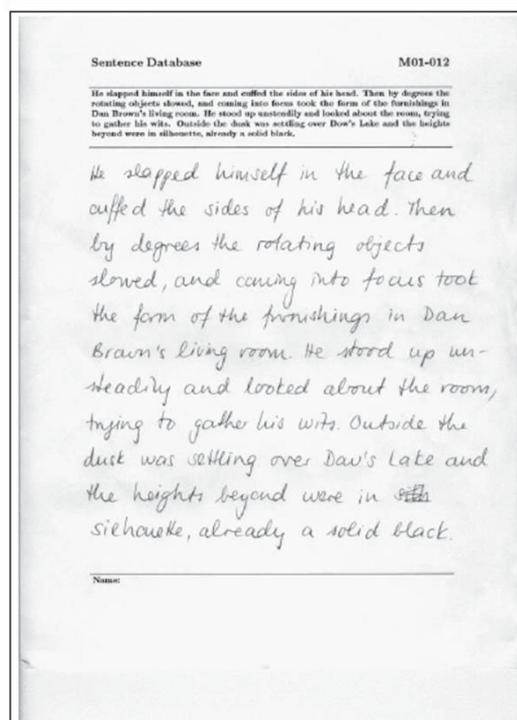 Sentence Database M01-012
He slapped himself in the face and cuffed the sides of his head. Then by degrees the
rotating objects slowed, and coming into focus took the form of the furnishings in
Dan Brown's living room. He stood up unsteadily and looked about the room, trying
to gather his wits. Outside the dusk was settling over Dow's Lake and the heights
beyond were in silhouette, already a solid black.
He slapped himself in the face and
cuffed the sides of his head. Then
by degrees the rotating objects
slowed, and coming into focus took
the form of the furnishings in Dan
Brown's living room. He stood up un-
steadily and looked about the room,
trying to gather his wits. Outside the
dusk was settling over Dow's Lake and
the heights beyond were in
silhouette, already a solid black.
Name: